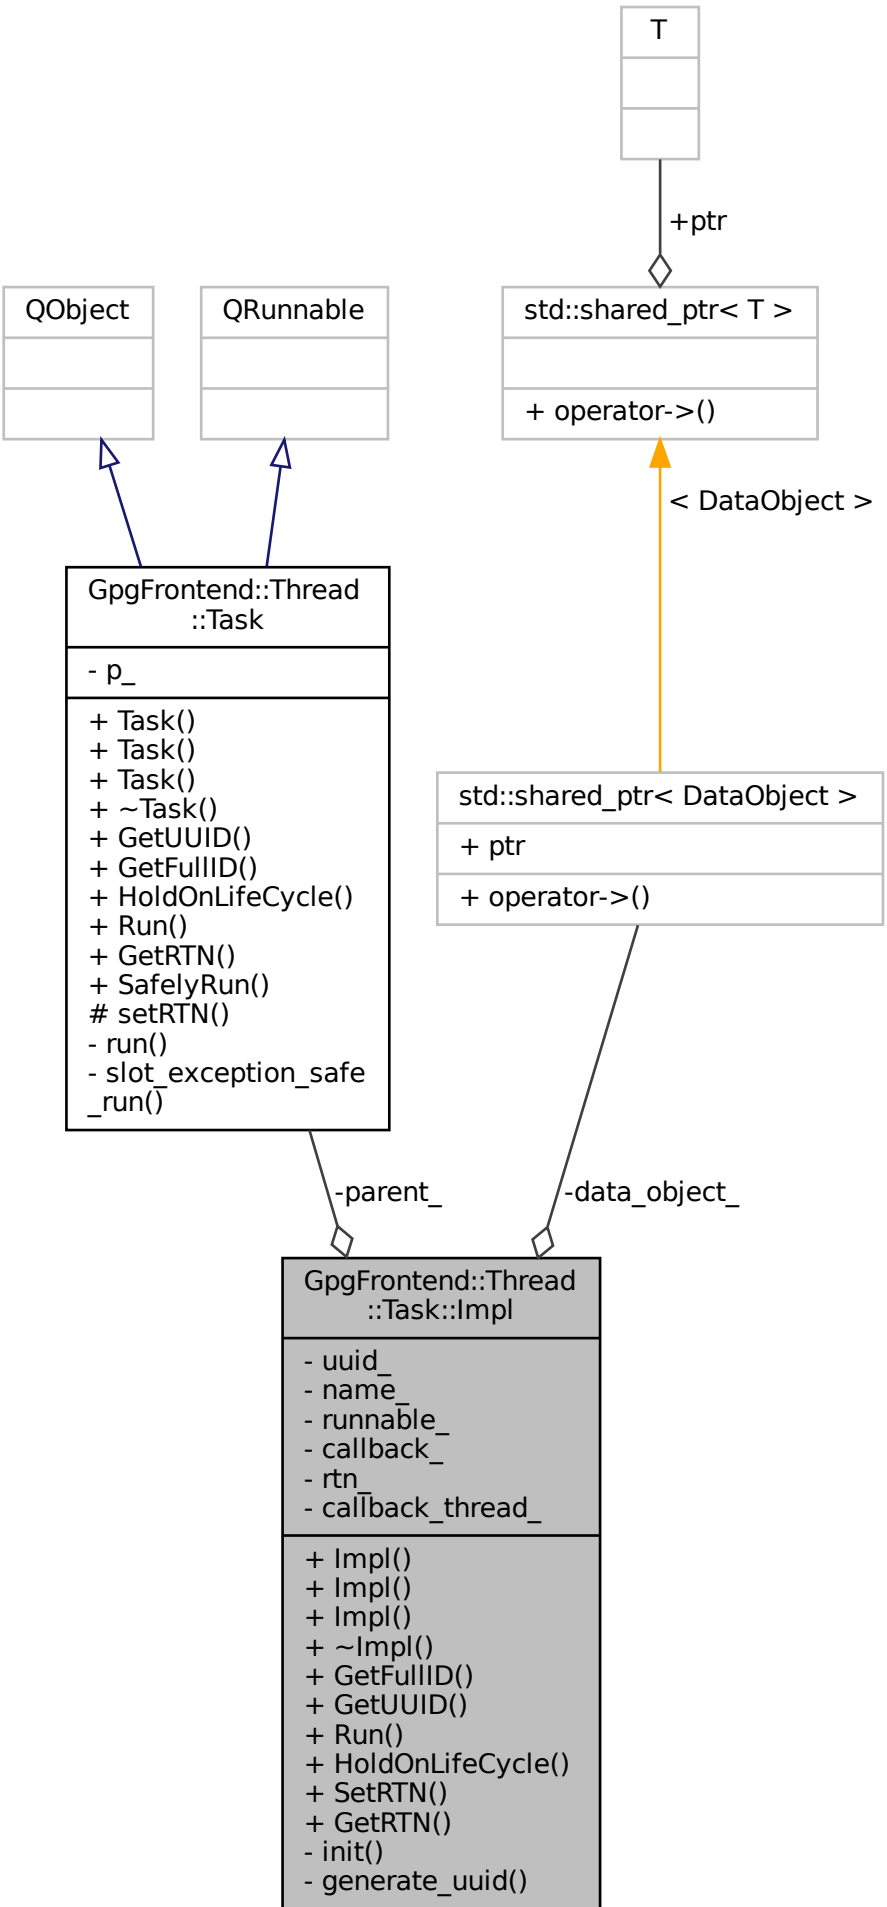 T
+ptr
QObject
QRunnable
std::shared_ptr< T >
+ operator->()
< DataObject >
GpgFrontend::Thread
::Task
- p_
+ Task()
+ Task()
+ Task()
+ ~Task()
+ GetUUID()
+ GetFullID()
+ HoldOnLifeCycle()
+ Run()
+ GetRTN()
+ SafelyRun()
# setRTN()
- run()
- slot_exception_safe
_run()
std::shared_ptr< DataObject >
+ ptr
+ operator->()
-parent_
-data_object_
GpgFrontend::Thread
::Task::Impl
- uuid_
- name_
- runnable_
- callback_
- rtn_
- callback_thread_
+ Impl()
+ Impl()
+ Impl()
+ ~Impl()
+ GetFullID()
+ GetUUID()
+ Run()
+ HoldOnLifeCycle()
+ SetRTN()
+ GetRTN()
- init()
- generate_uuid()